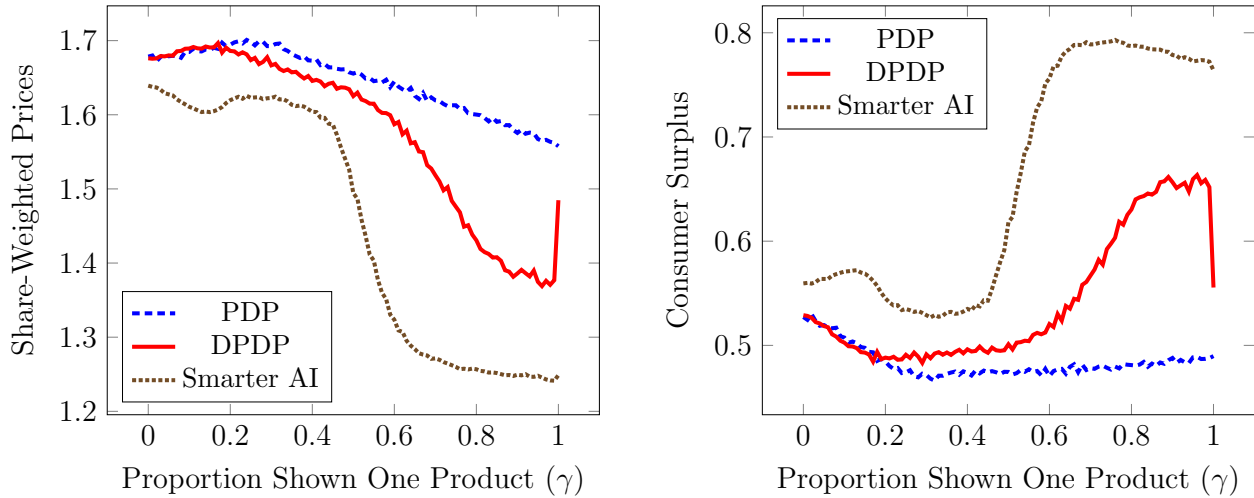 Share-Weighted Prices
1.7
1.6
1.5
1.4
1.3
1.2
PDP
DPDP
Smarter AI
0 0.2 0.4 0.6 0.8 1
Proportion Shown One Product (γ)
Consumer Surplus
0.8
0.7
0.6
0.5
PDP
DPDP
Smarter AI
0 0.2 0.4 0.6 0.8 1
Proportion Shown One Product (γ)